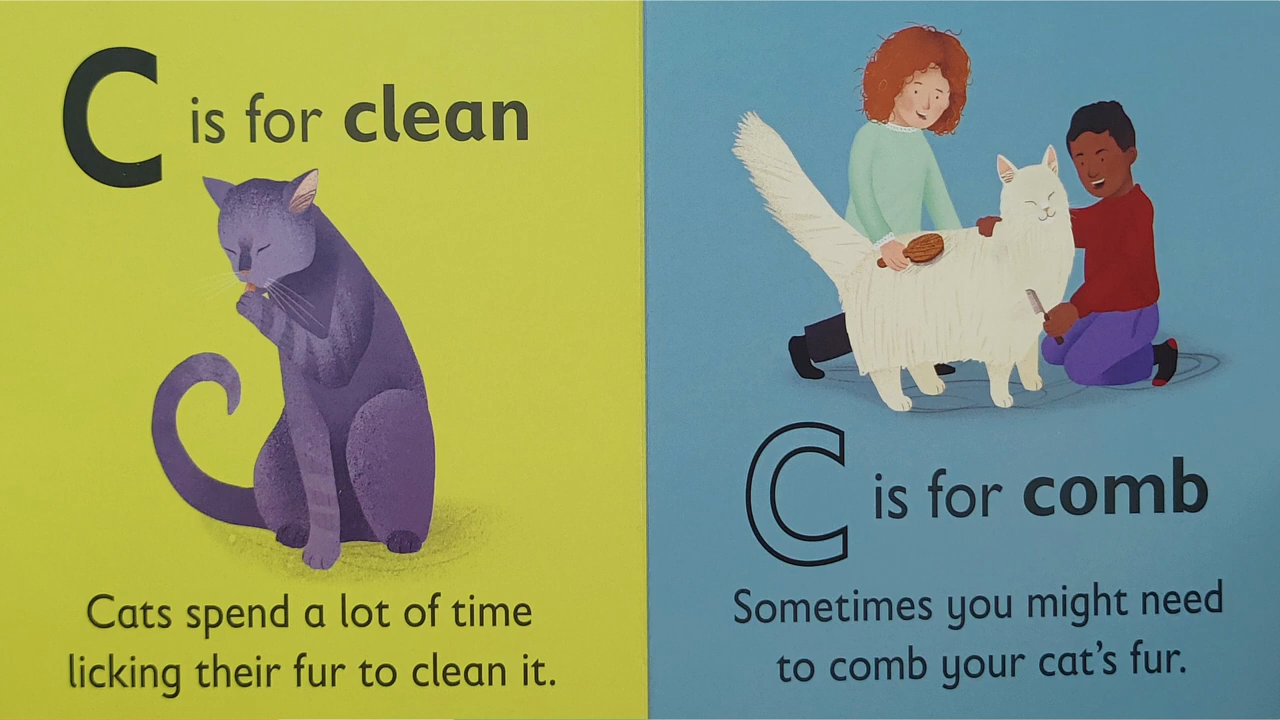 C is for clean
Cats spend a lot of time
licking their fur to clean it.
C is for comb
Sometimes you might need
to comb your cat's fur.